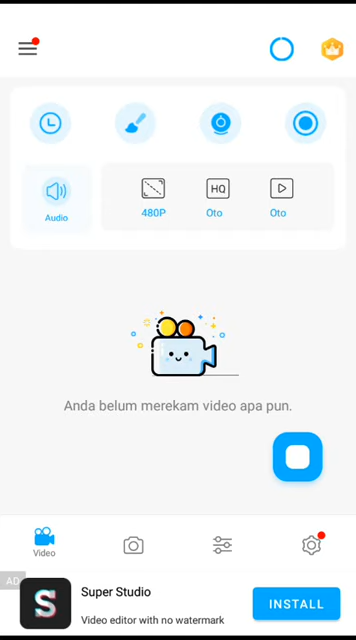 HQ
Audio
480P
Oto
Oto
Anda belum merekam video apa pun.
Video
AD
S
Super Studio
Video editor with no watermark
INSTALL